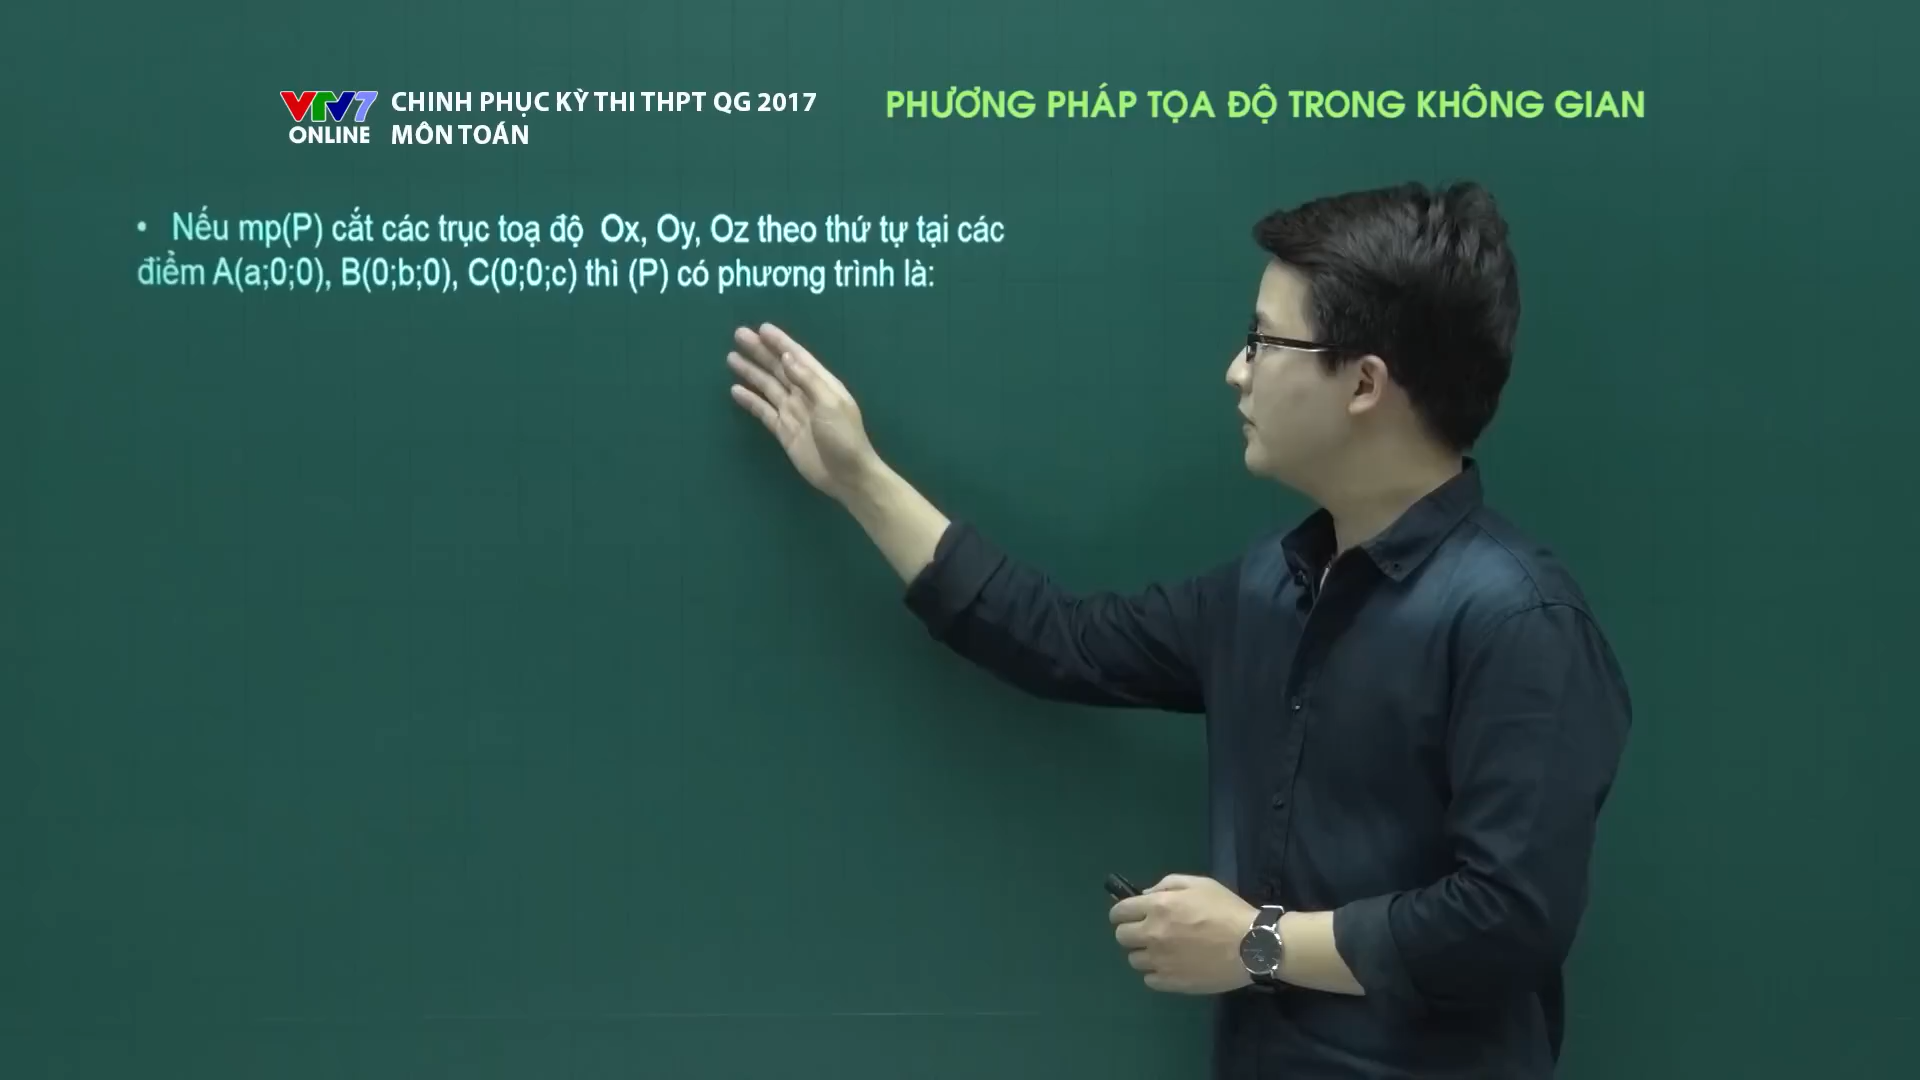 VTV7
ONLINE
CHINH PHỤC KỲ THI THPT QG 2017
MÔN TOÁN
PHƯƠNG PHÁP TỌA ĐỘ TRONG KHÔNG GIAN
• Nếu mp(P) cắt các trục toạ độ Ox, Oy, Oz theo thứ tự tại các
điểm A(a;0;0), B(0;b;0), C(0;0;c) thì (P) có phương trình là: